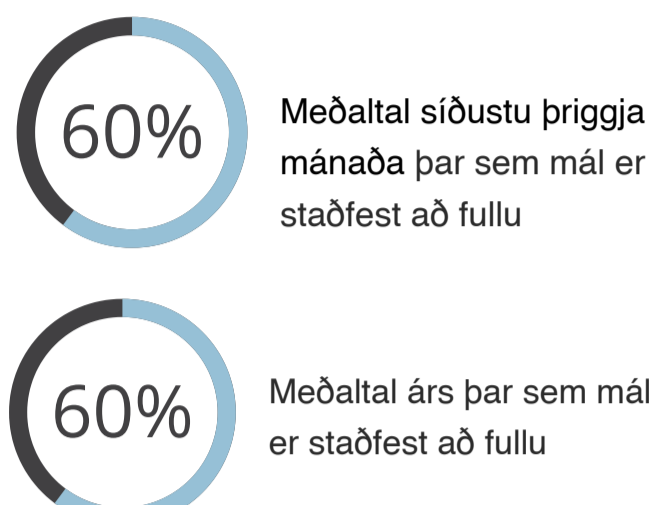 60%
Meðaltal síðustu þriggja
mánaða þar sem mál er
staðfest að fullu
60%
Meðaltal árs þar sem mál
er staðfest að fullu